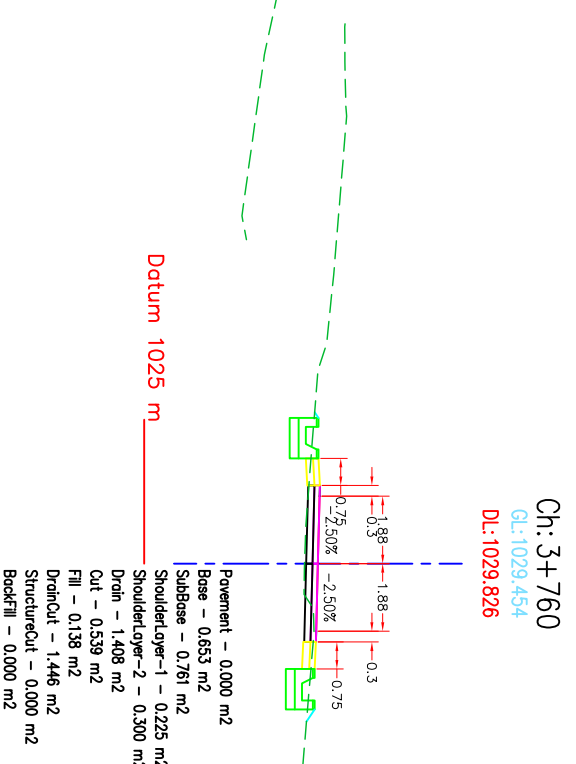 Ch: 3+760
GL:1029.454
DL:1029.826
1.88
1.88
0.3
0.3
0.75
0.75
-2.50%
-2.50%
Datum 1025 m
Pavement - 0.000 m2
Base - 0.653 m2
SubBase - 0.761 m2
ShoulderLayer-1 - 0.225 m2
ShoulderLayer-2 - 0.300 m2
Drain - 1.408 m2
Cut - 0.539 m2
Fill - 0.138 m2
DrainCut - 1.446 m2
StructureCut - 0.000 m2
BackFill - 0.000 m2